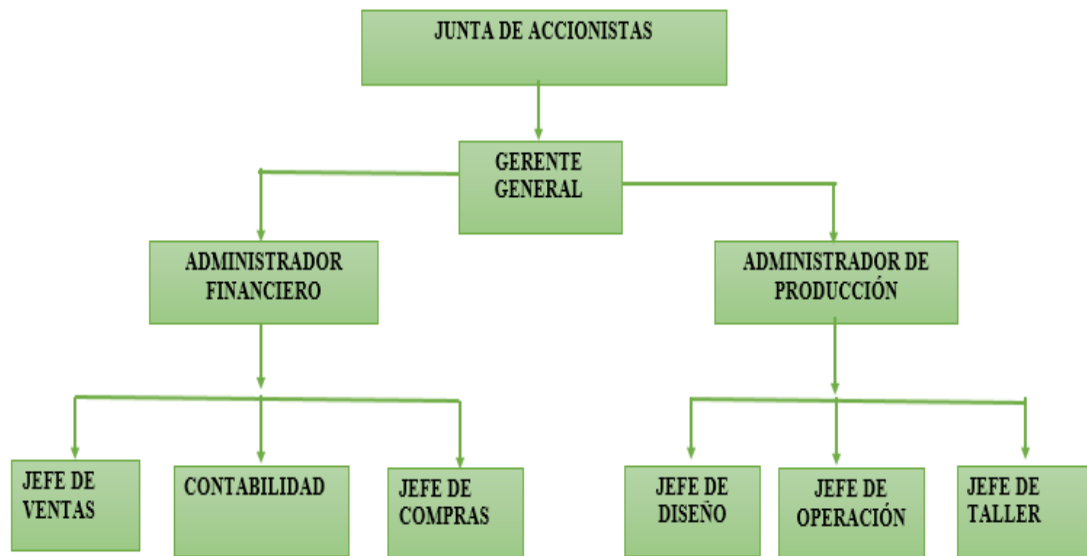 JUNTA DE ACCIONISTAS
GERENTE
GENERAL
ADMINISTRADOR
FINANCIERO
ADMINISTRADOR DE
PRODUCCIÓN
JEFE DE
VENTAS
CONTABILIDAD
JEFE DE
COMPRAS
JEFE DE
DISEÑO
JEFE DE
OPERACIÓN
JEFE DE
TALLER